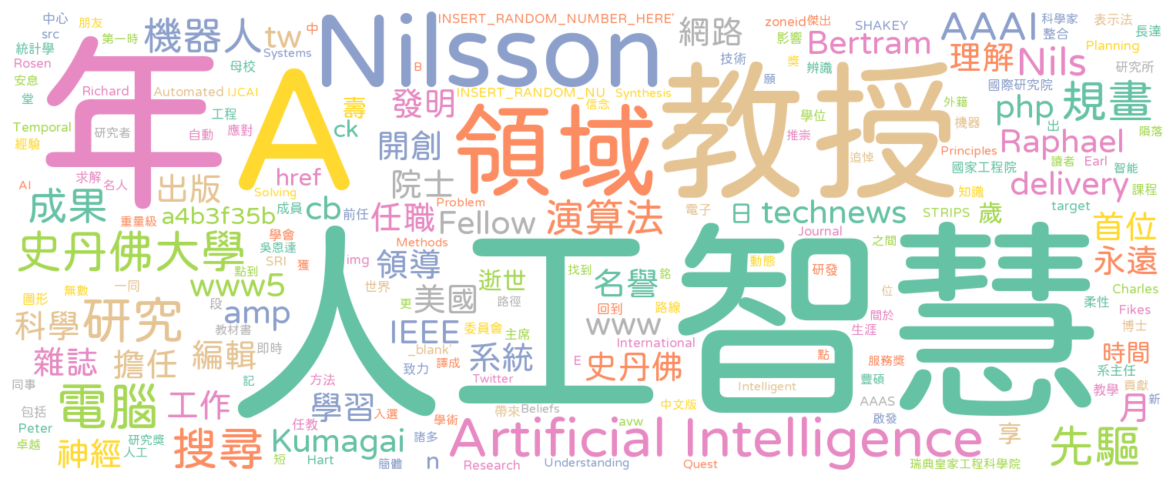 中心
src
統計學
Rosen
安息
堂
Temporal
經驗
AI
朋友
第一時
母校
Richard
研究者
求解
名人
重量級
機器人
tw
中
Systems
Automated
IJCAI
工程
自動
應對
年
A
Nilsson
INSERT_RANDOM_NUMBER_HERE'
B
INSERT_RANDOM_NU
Synthesis
信念
壽
ck
發明
開創
院士
領域
網路
技術
願
獎
教授
zoneid
傑出
影響
辨識
學位
推崇
追悼
SHAKEY
Bertram
AAAI
科學家
整合
表示法
長達
Planning
研究所
理解
Nils
國際研究院
外籍
機器
出
php
規畫
隕落
Principles
國家工程院
Raphael
讀者
Earl
智能
知識
delivery
課程
href
Solving
成員
前任
出版
a4b3f35b
cb
任職
Problem
Fellow
演算法
電子
日
technews
STRIPS
歲
target
首位
永遠
成果
史丹佛大學
學會
吳恩達
點到
SRI
獲
www5
img
世界
Methods
領導
更
美國
逝世
路徑
找到
銘
名譽
回到
路線
Journal
之間
動態
研發
位
關於
生涯
柔性
Charles
Fikes
博士
圖形
無數
一同
段
教材書
即時
科學
研究
amp
IEEE
委員會
主席
www
International
人工智慧
點
時間
服務獎
系主任
雜誌
擔任
編輯
_blank'
譯成
致力
系統
E
史丹佛
Twitter
豐碩
教學
貢獻
同事
包括
Peter
卓越
電腦
工作
記
方法
學習
入選
學術
帶來
Beliefs
Intelligent
中文版
avw
AAAS
啟發
月
新
神經
研究獎
人工
搜尋
任教
短
Kumagai
Hart
諸多
簡體
n
Artificial Intelligence
Research
Understanding
Quest
享
瑞典皇家工程科學院
先驅